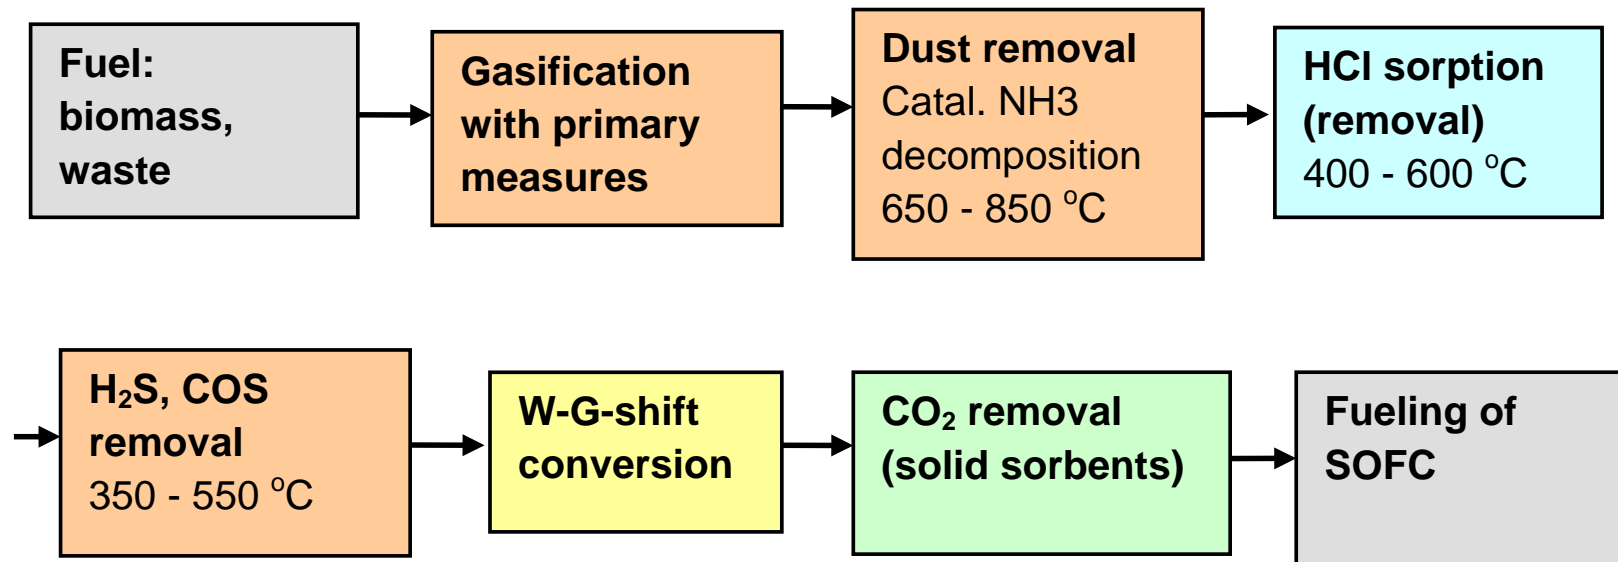 Fuel:
biomass,
waste
Gasification
with primary
measures
Dust removal
Catal. NH3
decomposition
650 - 850 °C
HCl sorption
(removal)
400 - 600 °C
H₂S, COS
removal
350 - 550 °C
W-G-shift
conversion
CO₂ removal
(solid sorbents)
Fueling of
SOFC